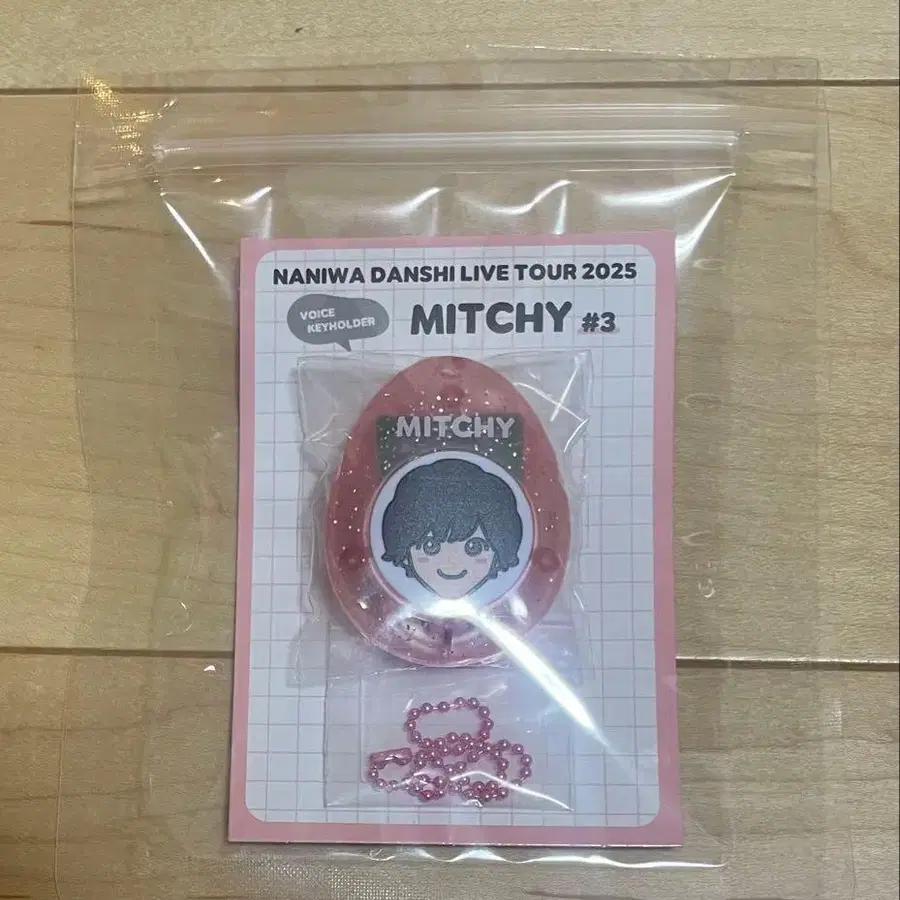 NANIWA DANSHI LIVE TOUR 2025
VOICE
KEYHOLDER
MITCHY #3
MITCHY